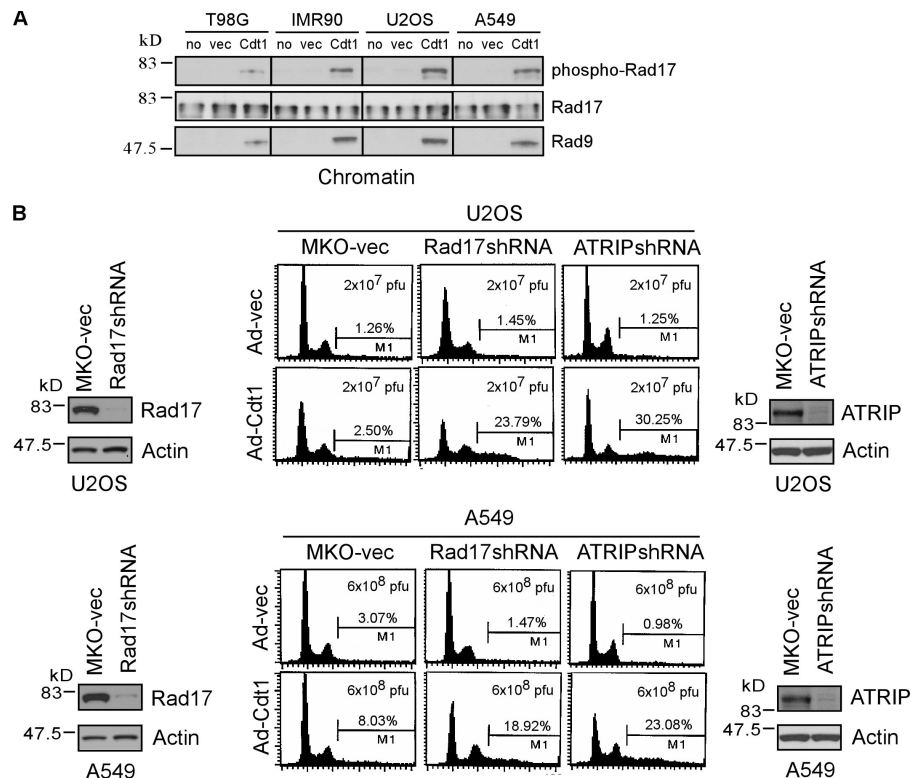 A
T98G IMR90 U2OS A549
kD no vec Cdt1 no vec Cdt1 no vec Cdt1 no vec Cdt1
83 phospho-Rad17
83 Rad17
47.5 Rad9
Chromatin
B
U2OS
MKO-vec Rad17shRNA ATRIPshRNA
Ad-vec
2x10⁷ pfu 2x10⁷ pfu 2x10⁷ pfu
1.26% 1.45% 1.25%
M1 M1 M1
Ad-Cdt1
2x10⁷ pfu 2x10⁷ pfu 2x10⁷ pfu
2.50% 23.79% 30.25%
M1 M1 M1
MKO-vec
Rad17shRNA
kD
83 Rad17
47.5 Actin
U2OS
MKO-vec
ATRIPshRNA
kD
83 ATRIP
47.5 Actin
U2OS
A549
MKO-vec Rad17shRNA ATRIPshRNA
Ad-vec
6x10⁸ pfu 6x10⁸ pfu 6x10⁸ pfu
3.07% 1.47% 0.98%
M1 M1 M1
Ad-Cdt1
6x10⁸ pfu 6x10⁸ pfu 6x10⁸ pfu
8.03% 18.92% 23.08%
M1 M1 M1
MKO-vec
Rad17shRNA
kD
83 Rad17
47.5 Actin
A549
MKO-vec
ATRIPshRNA
kD
83 ATRIP
47.5 Actin
A549